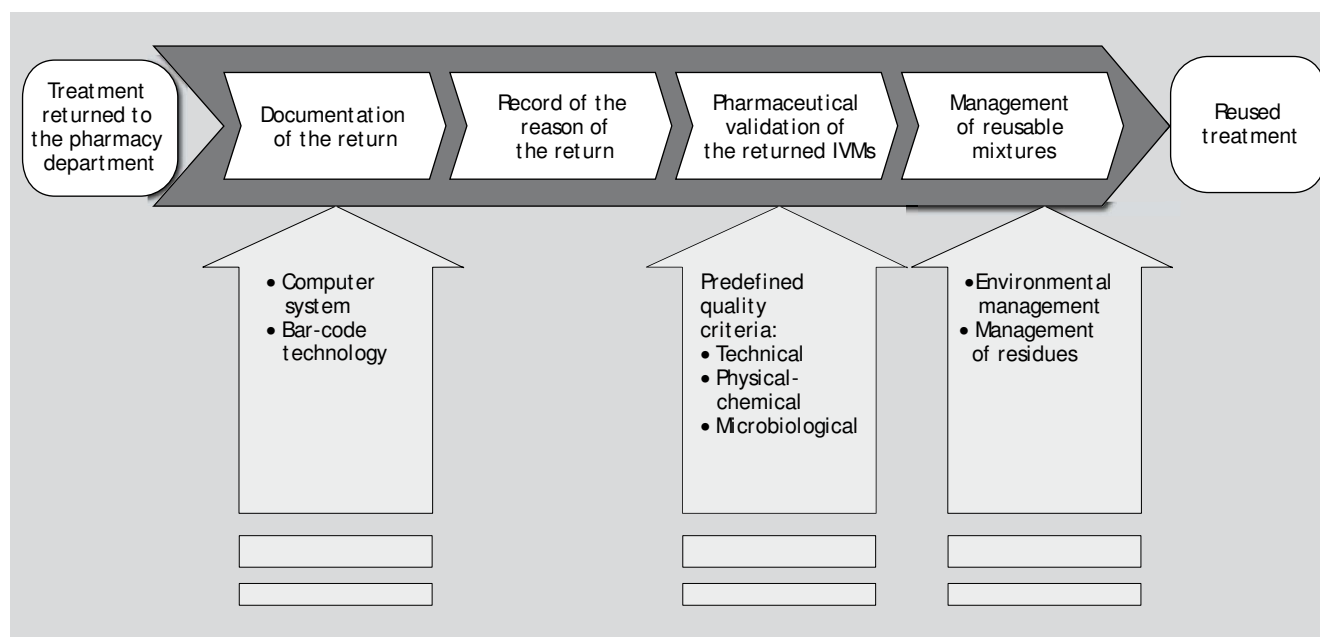 Treatment
returned to
the pharmacy
department
Documentation
of the return
Record of the
reason of
the return
Pharmaceutical
validation of
the returned IVMs
Management
of reusable
mixtures
Reused
treatment
• Computer
system
• Bar-code
technology
Predefined
quality
criteria:
• Technical
• Physical-
chemical
• Microbiological
•Environmental
management
• Management
of residues